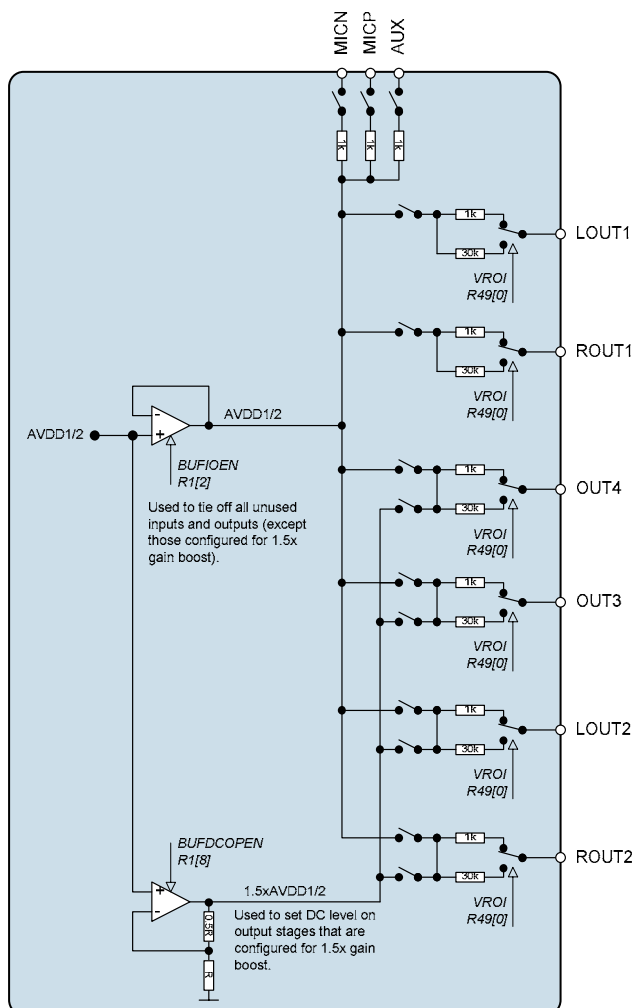 MICN
MICP
AUX
1k
1k
1k
1k
30k
LOUT1
VROI
R49[0]
1k
30k
ROUT1
VROI
R49[0]
AVDD1/2
-
+
AVDD1/2
BUFIOEN
R1[2]
Used to tie off all unused
inputs and outputs (except
those configured for 1.5x
gain boost).
1k
30k
OUT4
VROI
R49[0]
1k
30k
OUT3
VROI
R49[0]
1k
30k
LOUT2
VROI
R49[0]
1k
30k
ROUT2
VROI
R49[0]
BUFDCOPEN
R1[8]
+
-
1.5xAVDD1/2
0.5R
R
Used to set DC level on
output stages that are
configured for 1.5x gain
boost.